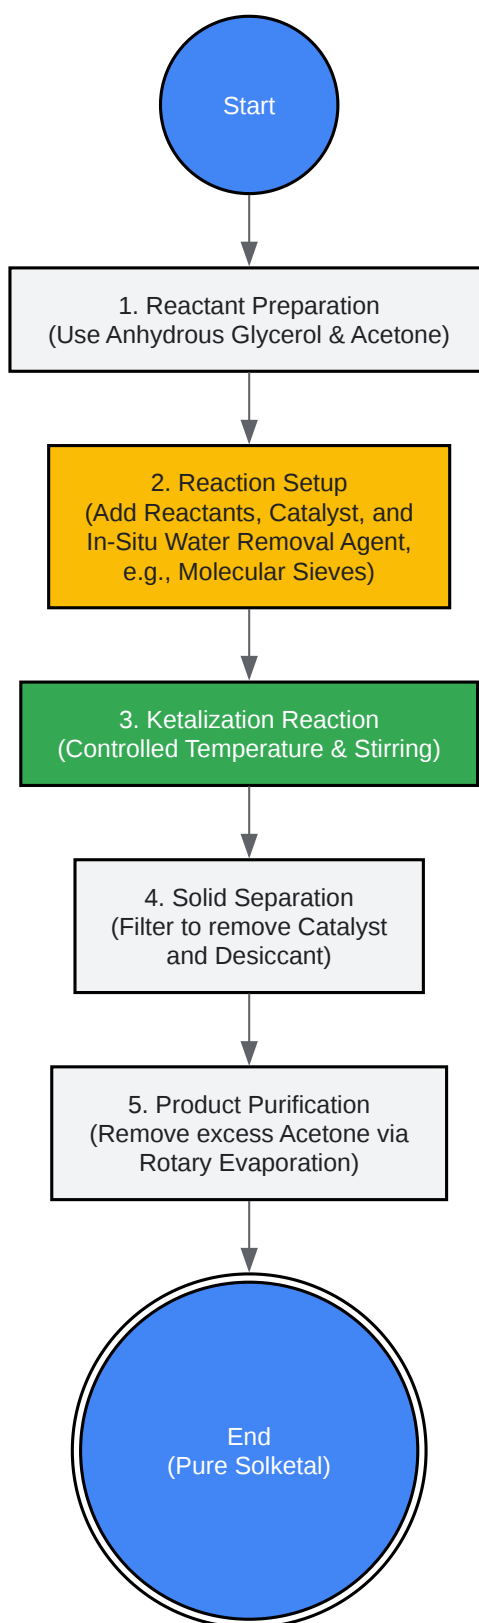 Start
1. Reactant Preparation
(Use Anhydrous Glycerol & Acetone)
2. Reaction Setup
(Add Reactants, Catalyst, and
In-Situ Water Removal Agent,
e.g., Molecular Sieves)
3. Ketalization Reaction
(Controlled Temperature & Stirring)
4. Solid Separation
(Filter to remove Catalyst
and Desiccant)
5. Product Purification
(Remove excess Acetone via
Rotary Evaporation)
End
(Pure Solketal)